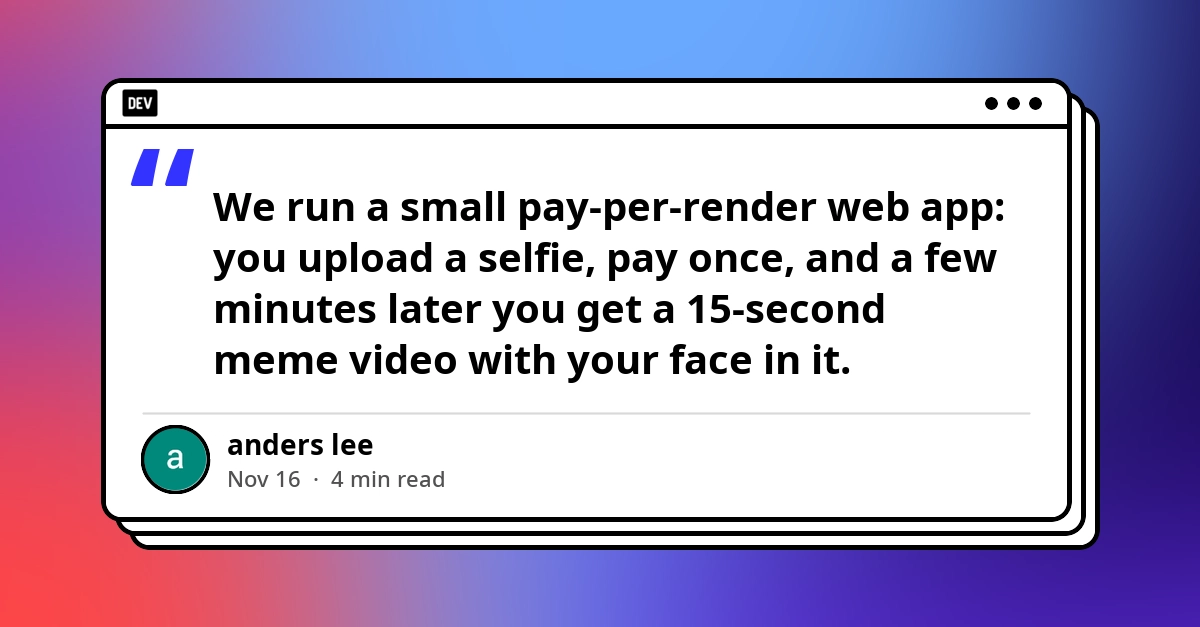 DEV
“
We run a small pay-per-render web app:
you upload a selfie, pay once, and a few
minutes later you get a 15-second
meme video with your face in it.
a
anders lee
Nov 16 · 4 min read